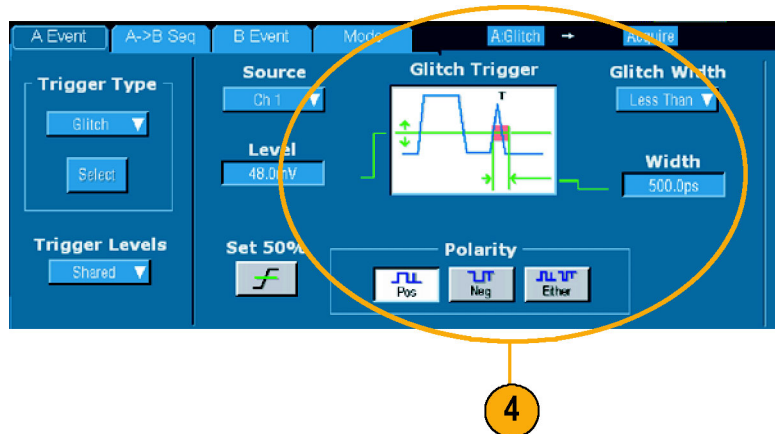 A Event A->B Seq B Event Mode A:Glitch → Acquire
Trigger Type
Glitch
Select
Trigger Levels
Shared
Source
Ch 1
Level
48.0mV
Set 50%
Glitch Trigger
T
Glitch Width
Less Than
Width
500.0ps
Polarity
Pos Neg Either
4